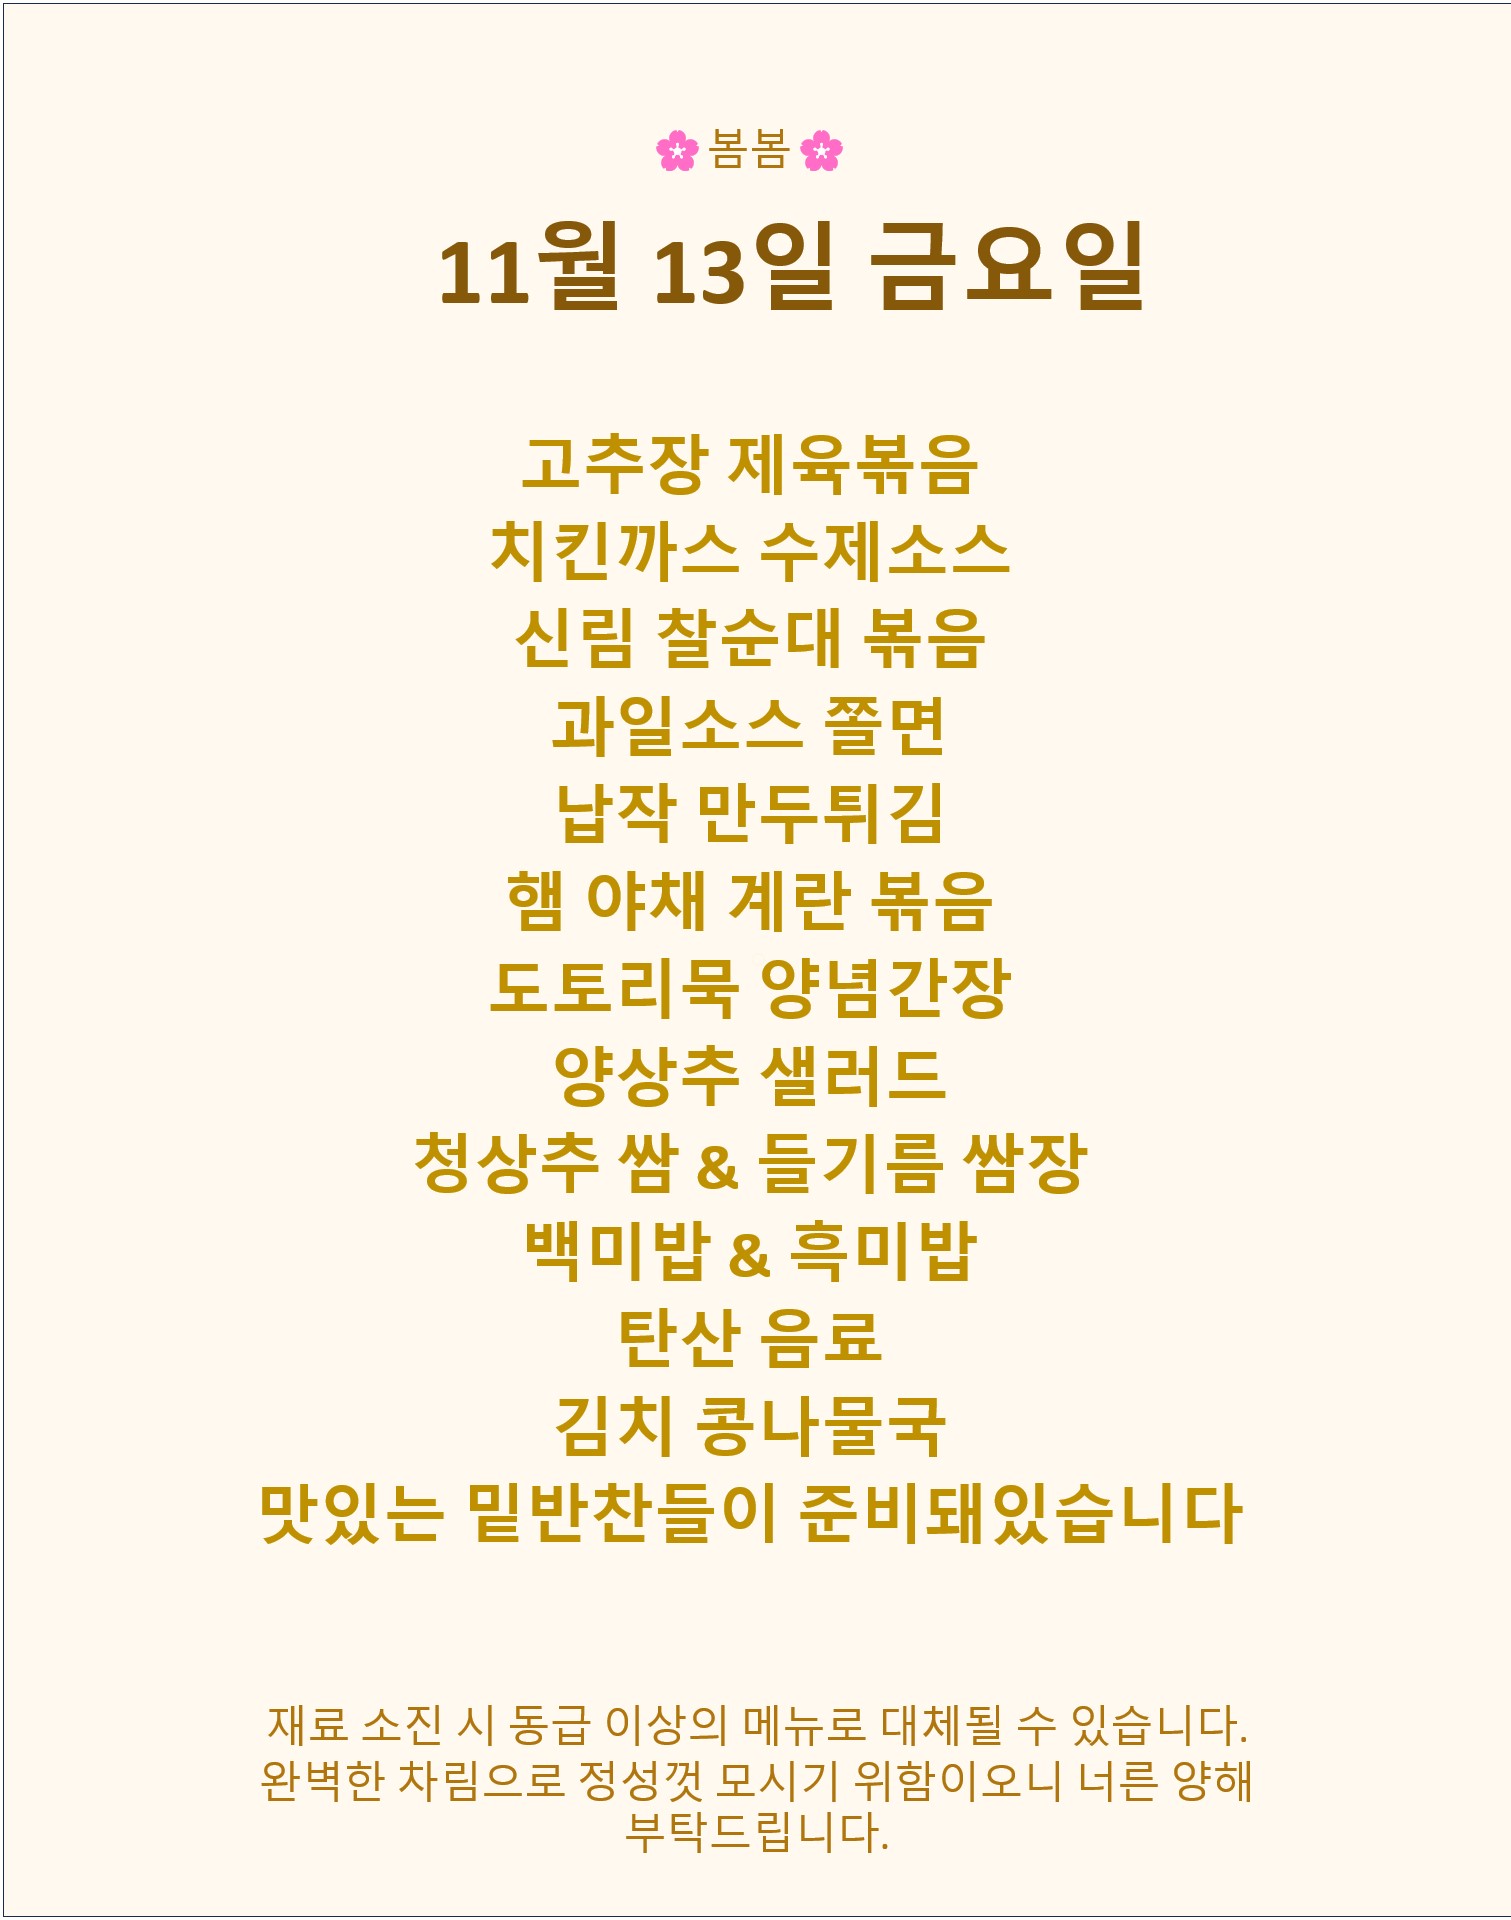 🌸봄봄🌸
11월 13일 금요일
고추장 제육볶음
치킨까스 수제소스
신림 찰순대 볶음
과일소스 쫄면
납작 만두튀김
햄 야채 계란 볶음
도토리묵 양념간장
양상추 샐러드
청상추 쌈 & 들기름 쌈장
백미밥 & 흑미밥
탄산 음료
김치 콩나물국
맛있는 밑반찬들이 준비돼있습니다
재료 소진 시 동급 이상의 메뉴로 대체될 수 있습니다.
완벽한 차림으로 정성껏 모시기 위함이오니 너른 양해
부탁드립니다.